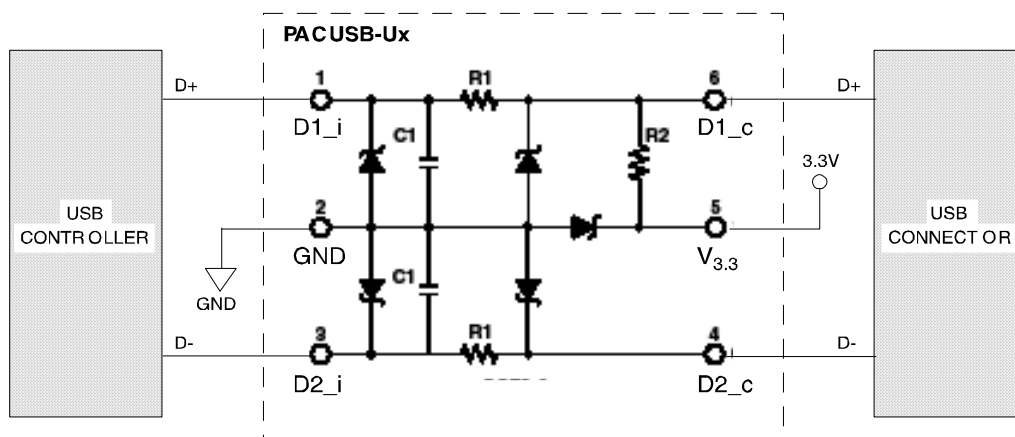 PACUSB-Ux
D+
1
R1
6
D+
D1_i
C1
R2
D1_c
3.3V
USB
CONTROLLER
2
5
USB
CONNECTOR
GND
V3.3
GND
C1
D-
3
R1
4
D-
D2_i
D2_c